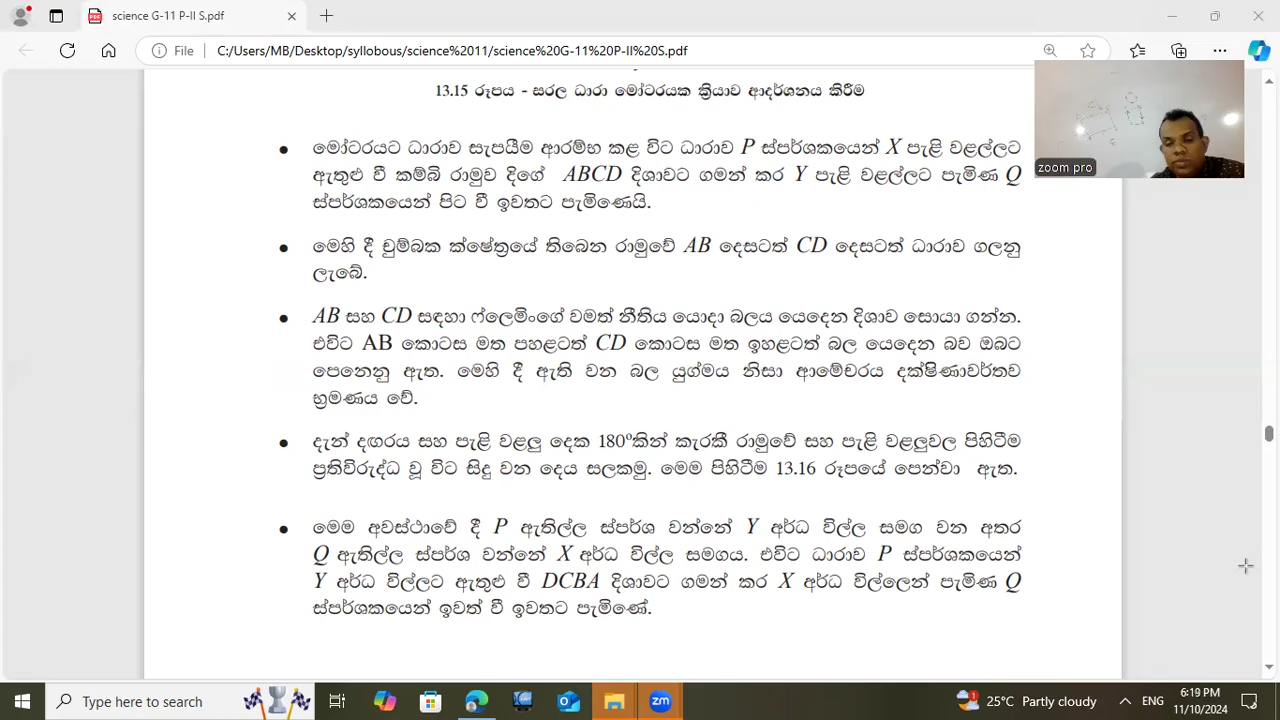 science G-11 P-II S.pdf
File C:/Users/MB/Desktop/syllobous/science%2011/science%20G-11%20P-II%20S.pdf
13.15 රූපය - සරල ධාරා මෝටරයක ක්‍රියාව ආදර්ශනය කිරීම
zoom pro
• මෝටරයට ධාරාව සැපයීම ආරම්භ කළ විට ධාරාව P ස්පර්ශකයෙන් X පැළි වළල්ලට
ඇතුළු වී කම්බි රාමුව දිගේ ABCD දිශාවට ගමන් කර Y පැළි වළල්ලට පැමිණ Q
ස්පර්ශකයෙන් පිට වී ඉවතට පැමිණෙයි.
• මෙහි දී චුම්බක ක්ෂේත්‍රයේ තිබෙන රාමුවේ AB දෙසටත් CD දෙසටත් ධාරාව ගලනු
ලැබේ.
• AB සහ CD සඳහා ෆ්ලෙමිංගේ වමත් නීතිය යොදා බලය යෙදෙන දිශාව සොයා ගන්න.
එවිට AB කොටස මත පහළටත් CD කොටස මත ඉහළටත් බල යෙදෙන බව ඔබට
පෙනෙනු ඇත. මෙහි දී ඇති වන බල යුග්මය නිසා ආමේචරය දක්ෂිණාවර්තව
භ්‍රමණය වේ.
• දැන් දඟරය සහ පැළි වළලු දෙක 180°කින් කැරකී රාමුවේ සහ පැළි වළලුවල පිහිටීම
ප්‍රතිවිරුද්ධ වූ විට සිදු වන දෙය සලකමු. මෙම පිහිටීම 13.16 රූපයේ පෙන්වා ඇත.
• මෙම අවස්ථාවේ දී P ඇතිල්ල ස්පර්ශ වන්නේ Y අර්ධ විල්ල සමග වන අතර
Q ඇතිල්ල ස්පර්ශ වන්නේ X අර්ධ විල්ල සමගය. එවිට ධාරාව P ස්පර්ශකයෙන්
Y අර්ධ විල්ලට ඇතුළු වී DCBA දිශාවට ගමන් කර X අර්ධ විල්ලෙන් පැමිණ Q
ස්පර්ශකයෙන් ඉවත් වී ඉවතට පැමිණේ.
Type here to search
zm
25°C Partly cloudy
ENG
6:19 PM
11/10/2024